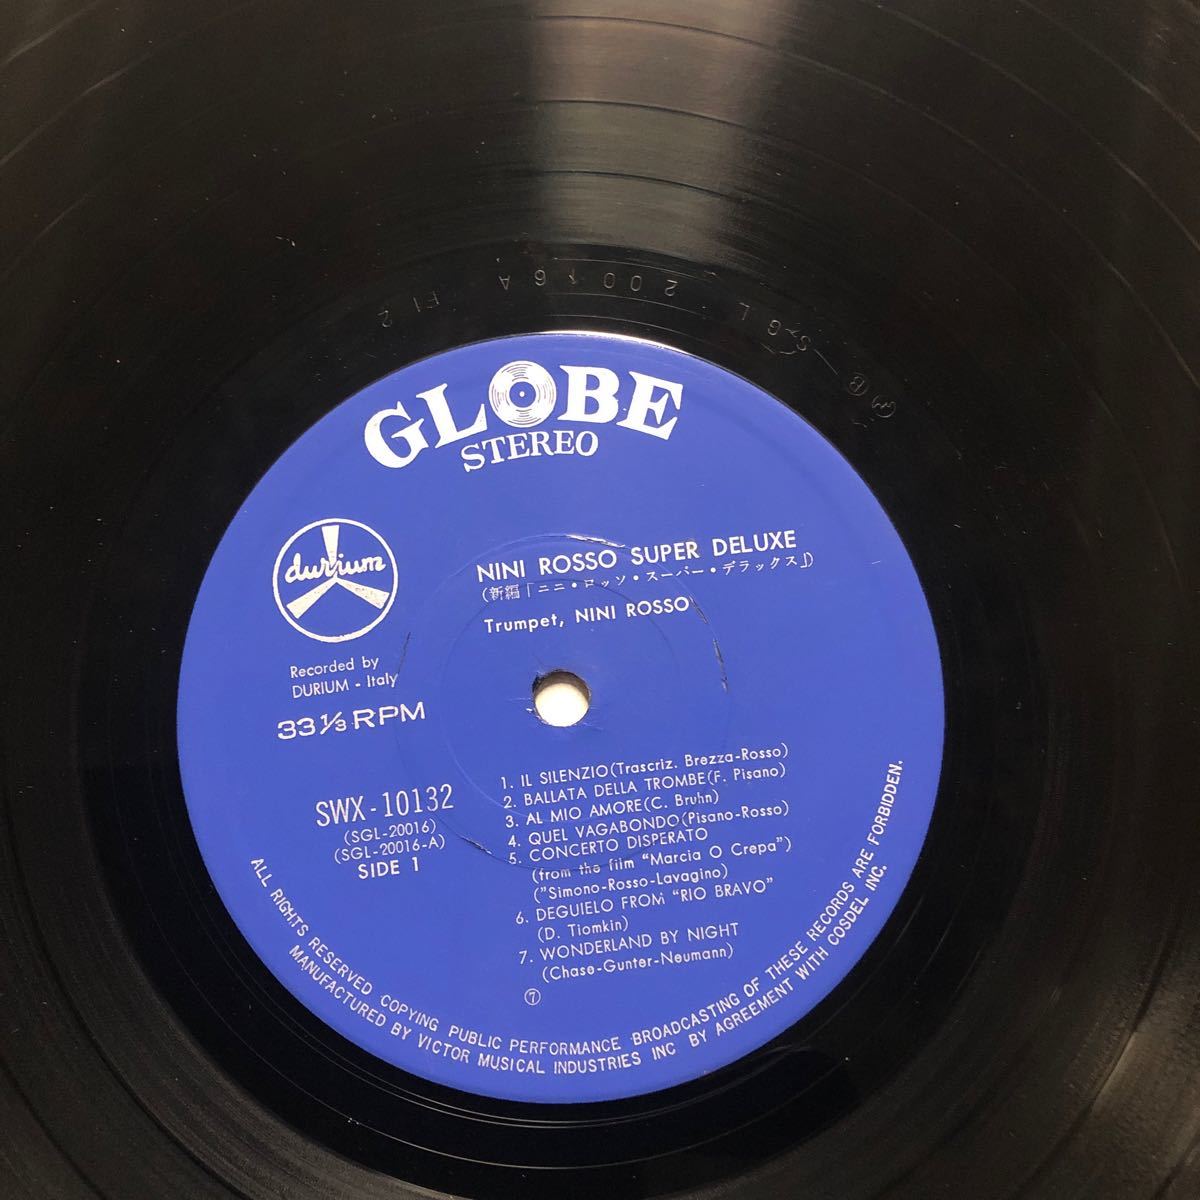 SGL 20016A F12
B
GLOBE
STEREO
durium
NINI ROSSO SUPER DELUXE
(新編「ニニ・ロッソ・スーパー・デラックス」)
Trumpet, NINI ROSSO
Recorded by
DURIUM - Italy
33 1/3 RPM
SWX-10132
(SGL-20016)
(SGL-20016-A)
SIDE 1
1. IL SILENZIO(Trascriz. Brezza-Rosso)
2. BALLATA DELLA TROMBE(F. Pisano)
3. AL MIO AMORE(C. Bruhn)
4. QUEL VAGABONDO(Pisano-Rosso)
5. CONCERTO DISPERATO
(from the film "Marcia O Crepa")
("Simono-Rosso-Lavagino)
6. DEGUIELO FROM "RIO BRAVO"
(D. Tiomkin)
7. WONDERLAND BY NIGHT
(Chase-Gunter-Neumann)
⑦
ALL RIGHTS RESERVED COPYING PUBLIC PERFORMANCE BROADCASTING OF THESE RECORDS ARE FORBIDDEN.
MANUFACTURED BY VICTOR MUSICAL INDUSTRIES INC BY AGREEMENT WITH COSDEL INC.